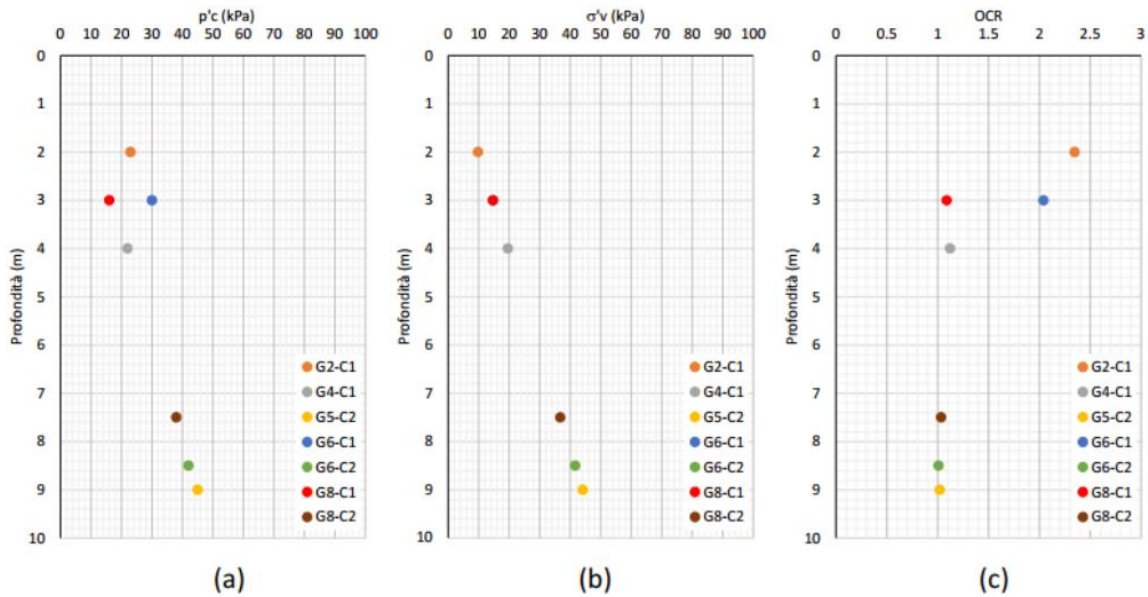 p'c (kPa)
0 10 20 30 40 50 60 70 80 90 100
0
1
2
3
4
5
6
7
8
9
10
Profondità (m)
G2-C1
G4-C1
G5-C2
G6-C1
G6-C2
G8-C1
G8-C2
(a)
σ'v (kPa)
0 10 20 30 40 50 60 70 80 90 100
0
1
2
3
4
5
6
7
8
9
10
Profondità (m)
G2-C1
G4-C1
G5-C2
G6-C1
G6-C2
G8-C1
G8-C2
(b)
OCR
0 0.5 1 1.5 2 2.5 3
0
1
2
3
4
5
6
7
8
9
10
Profondità (m)
G2-C1
G4-C1
G5-C2
G6-C1
G6-C2
G8-C1
G8-C2
(c)